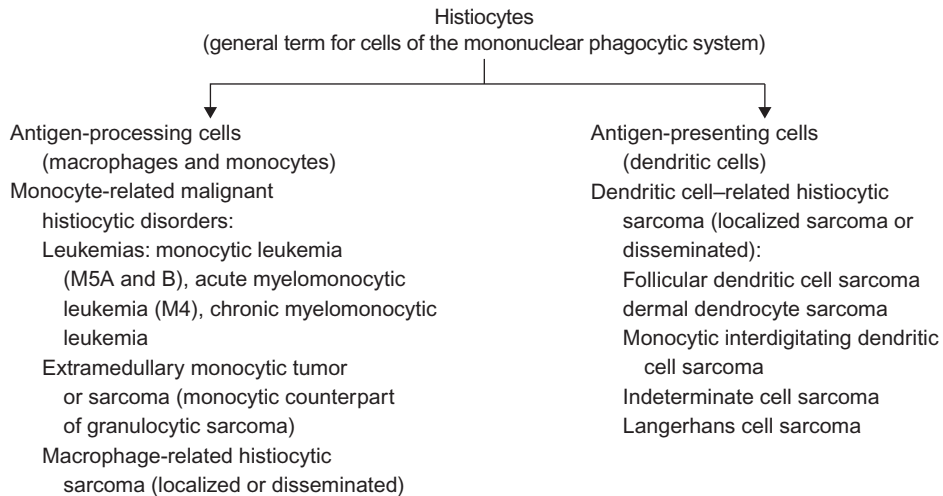 Histiocytes
(general term for cells of the mononuclear phagocytic system)
Antigen-processing cells
(macrophages and monocytes)
Monocyte-related malignant
histiocytic disorders:
Leukemias: monocytic leukemia
(M5A and B), acute myelomonocytic
leukemia (M4), chronic myelomonocytic
leukemia
Extramedullary monocytic tumor
or sarcoma (monocytic counterpart
of granulocytic sarcoma)
Macrophage-related histiocytic
sarcoma (localized or disseminated)
Antigen-presenting cells
(dendritic cells)
Dendritic cell–related histiocytic
sarcoma (localized sarcoma or
disseminated):
Follicular dendritic cell sarcoma
dermal dendrocyte sarcoma
Monocytic interdigitating dendritic
cell sarcoma
Indeterminate cell sarcoma
Langerhans cell sarcoma